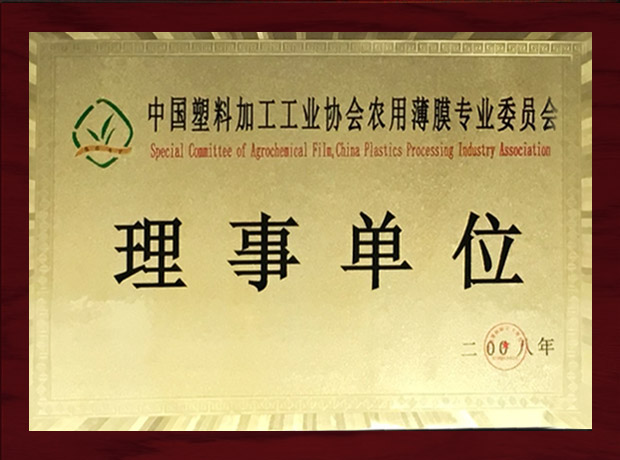 中国塑料加工工业协会农用薄膜专业委员会
Special Committee of Agrochemical Film,China Plastics Processing Industry Association
理事单位
二00八年